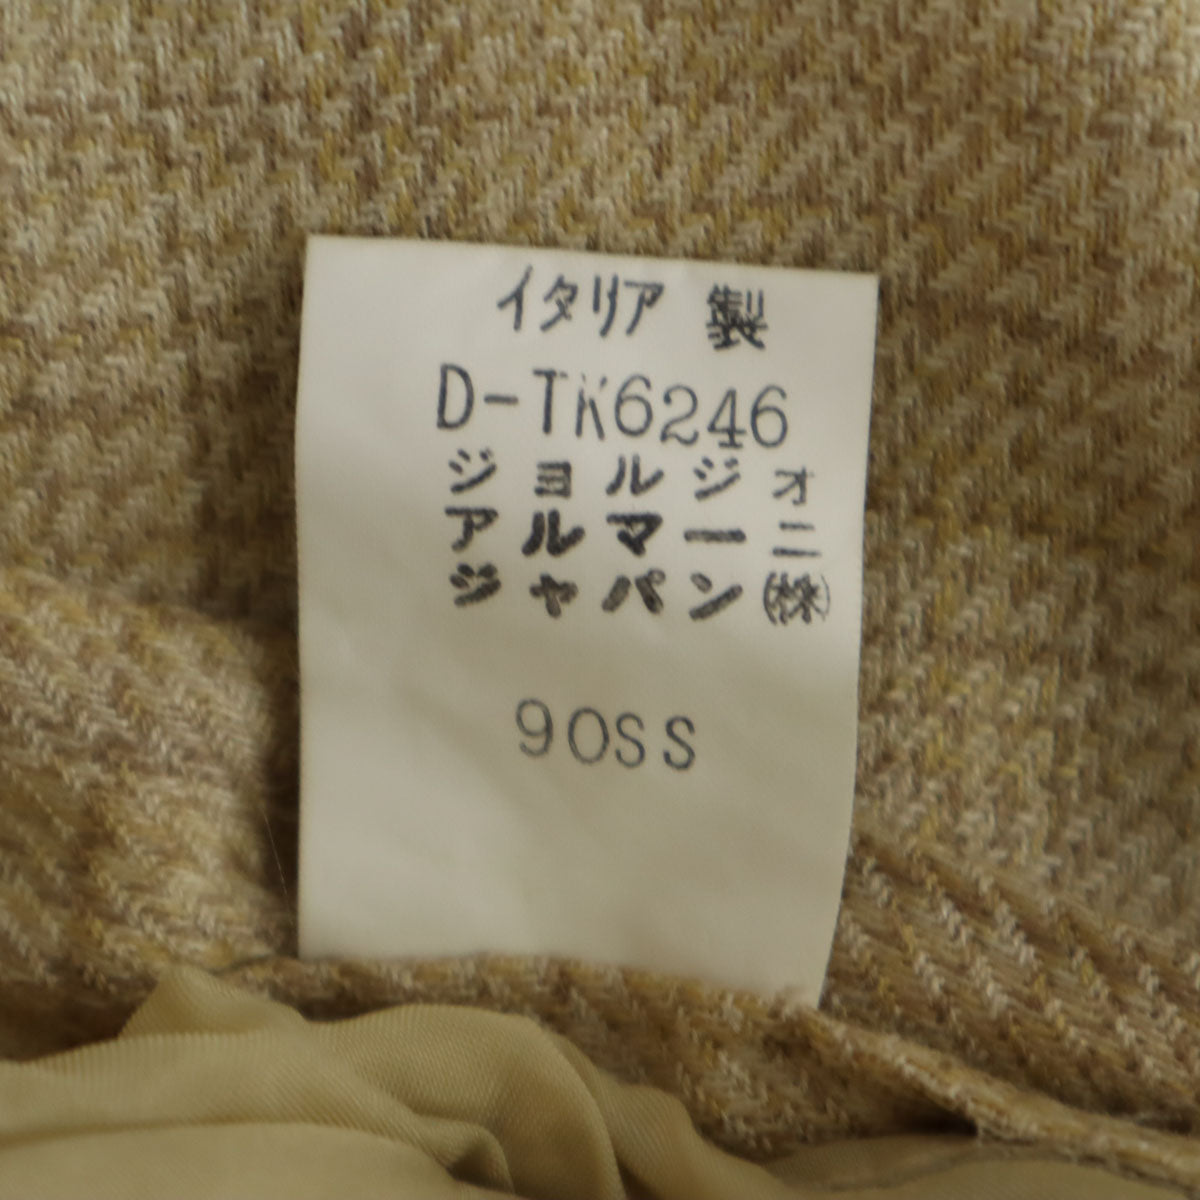 イタリア 製
D-TK6246
ジョルジオ
アルマーニ
ジャパン㈱
90SS